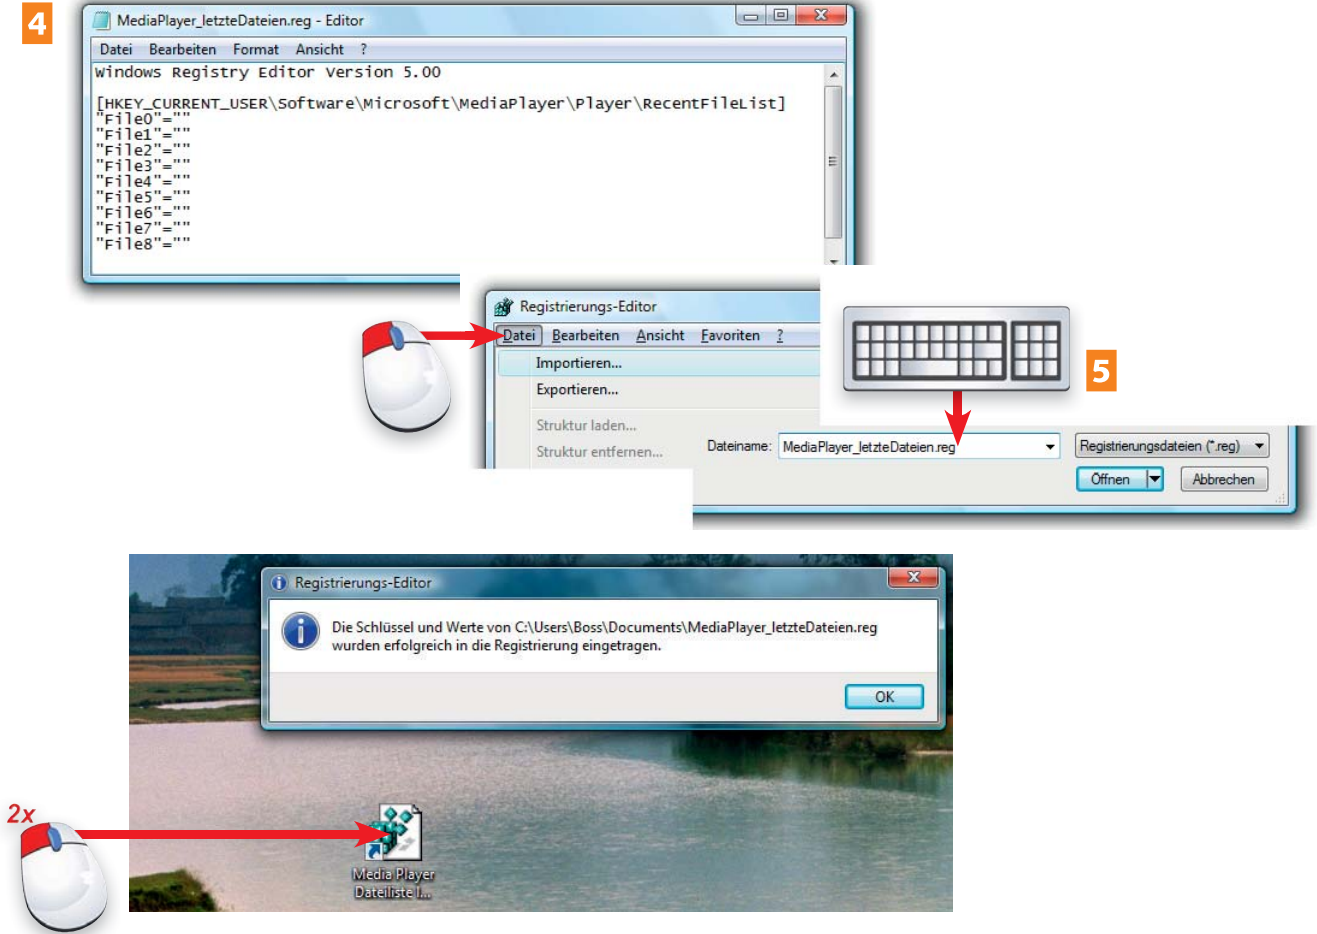 4
MediaPlayer_letzteDateien.reg - Editor
Datei Bearbeiten Format Ansicht ?
Windows Registry Editor Version 5.00
[HKEY_CURRENT_USER\Software\Microsoft\MediaPlayer\Player\RecentFileList]
"File0"=""
"File1"=""
"File2"=""
"File3"=""
"File4"=""
"File5"=""
"File6"=""
"File7"=""
"File8"=""
Registrierungs-Editor
Datei Bearbeiten Ansicht Favoriten ?
Importieren...
Exportieren...
Struktur laden...
Struktur entfernen...
5
Dateiname: MediaPlayer_letzteDateien.reg Registrierungsdateien (*.reg)
Öffnen Abbrechen
Registrierungs-Editor
Die Schlüssel und Werte von C:\Users\Boss\Documents\MediaPlayer_letzteDateien.reg
wurden erfolgreich in die Registrierung eingetragen.
OK
2x
Media Player
Dateiliste l...